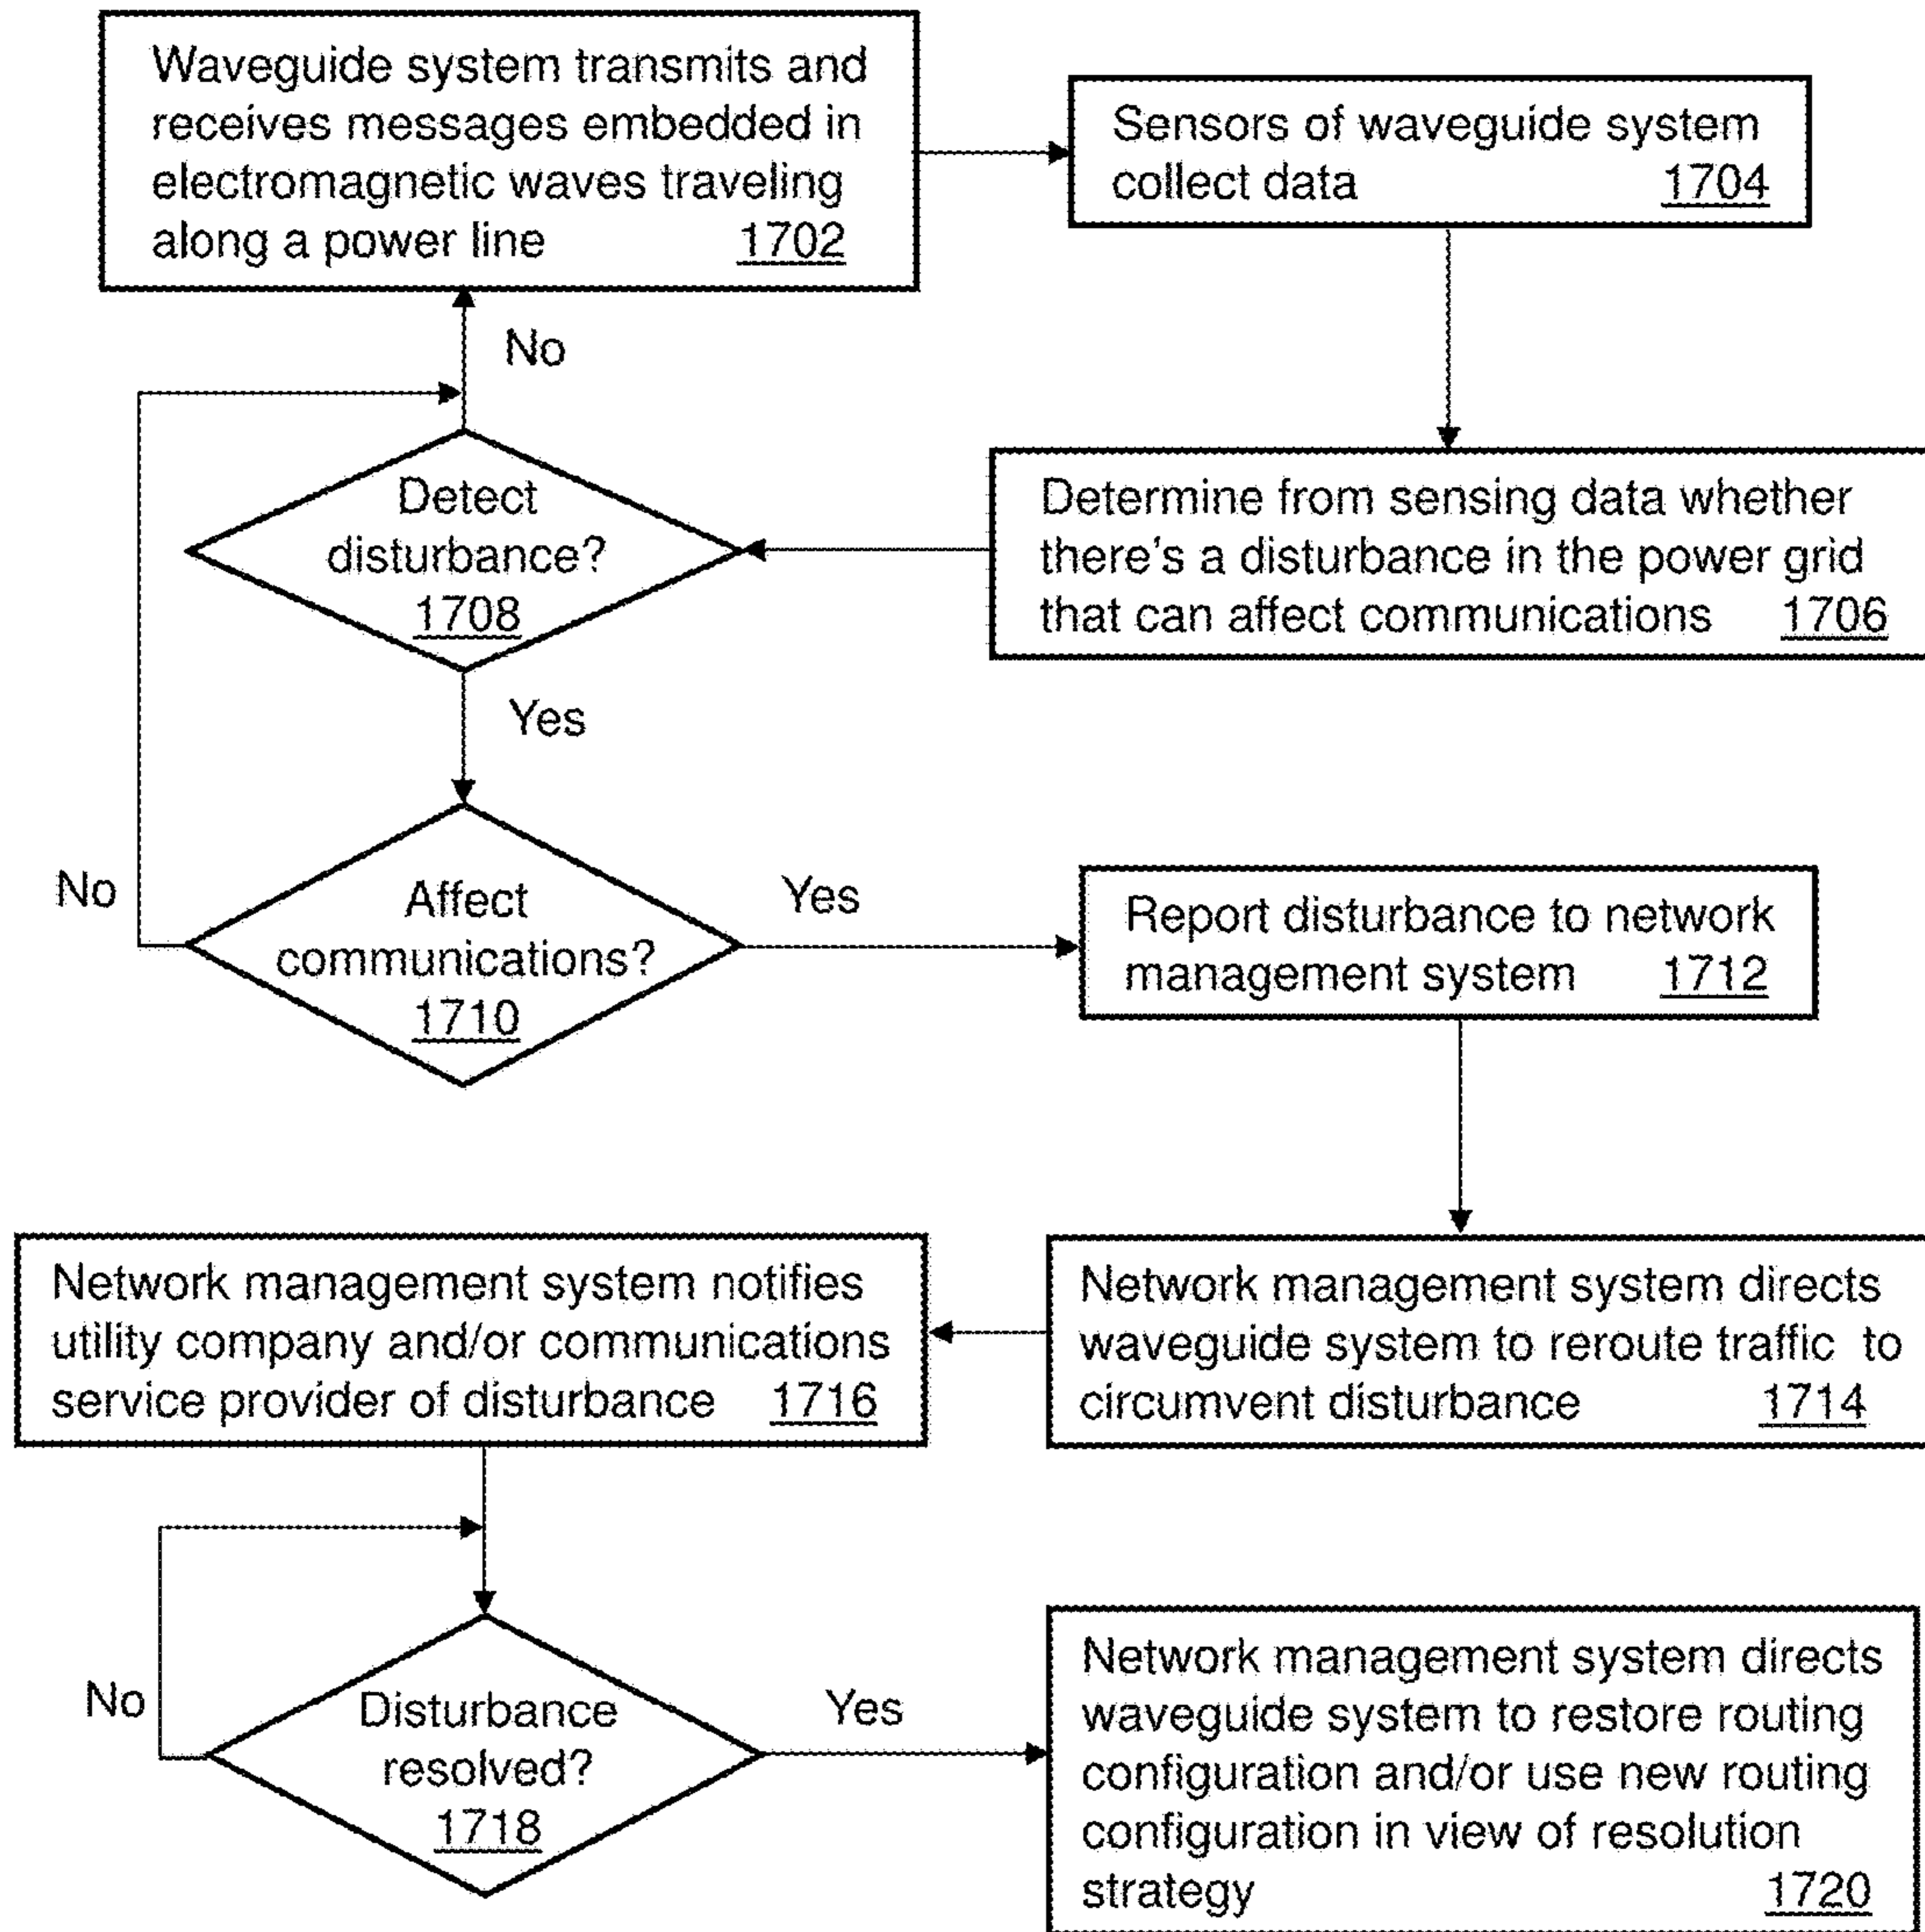 Waveguide system transmits and
receives messages embedded in
electromagnetic waves traveling
along a power line 1702
Sensors of waveguide system
collect data 1704
No
Detect
disturbance?
1708
Determine from sensing data whether
there's a disturbance in the power grid
that can affect communications 1706
Yes
No
Affect
communications?
1710
Yes
Report disturbance to network
management system 1712
Network management system notifies
utility company and/or communications
service provider of disturbance 1716
Network management system directs
waveguide system to reroute traffic to
circumvent disturbance 1714
No
Disturbance
resolved?
1718
Yes
Network management system directs
waveguide system to restore routing
configuration and/or use new routing
configuration in view of resolution
strategy 1720